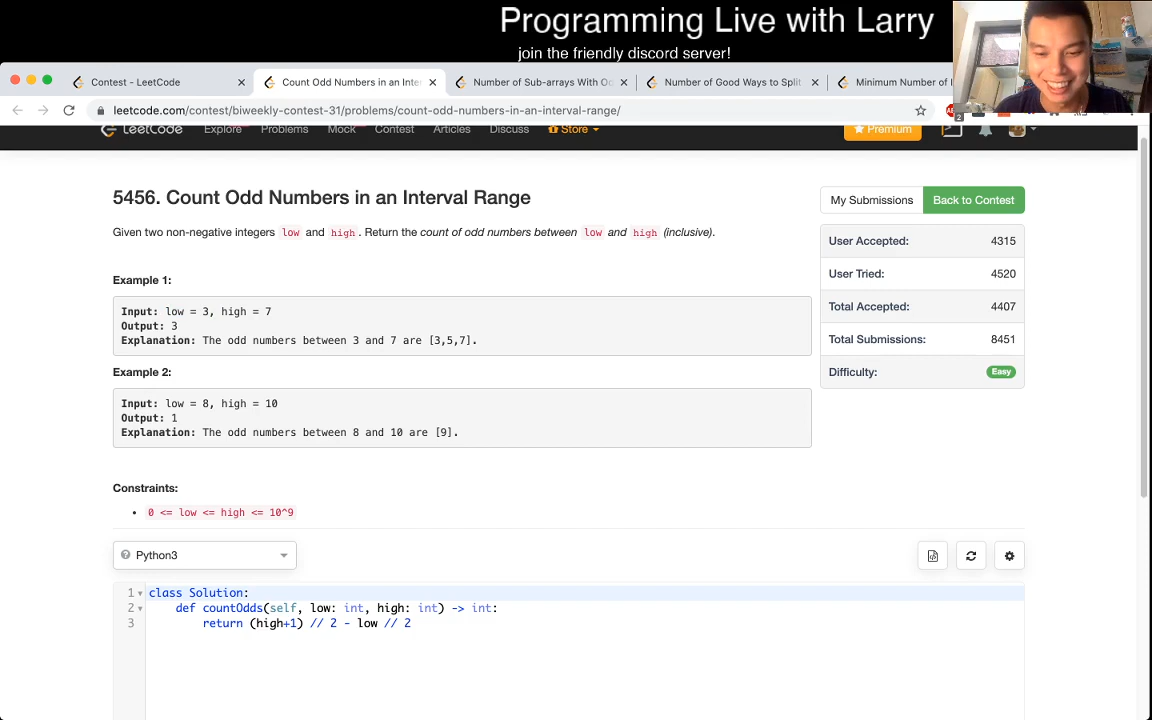 Programming Live with Larry
join the friendly discord server!
Contest - LeetCode
Count Odd Numbers in an Inter
Number of Sub-arrays With Od
Number of Good Ways to Split
Minimum Number of I
leetcode.com/contest/biweekly-contest-31/problems/count-odd-numbers-in-an-interval-range/
2
LeetCode Explore Problems Mock Contest Articles Discuss Store Premium
5456. Count Odd Numbers in an Interval Range
My Submissions
Back to Contest
Given two non-negative integers low and high. Return the count of odd numbers between low and high (inclusive).
User Accepted: 4315
User Tried: 4520
Total Accepted: 4407
Total Submissions: 8451
Difficulty: Easy
Example 1:
Input: low = 3, high = 7
Output: 3
Explanation: The odd numbers between 3 and 7 are [3,5,7].
Example 2:
Input: low = 8, high = 10
Output: 1
Explanation: The odd numbers between 8 and 10 are [9].
Constraints:
• 0 <= low <= high <= 10^9
Python3
1 class Solution:
2 def countOdds(self, low: int, high: int) -> int:
3 return (high+1) // 2 - low // 2